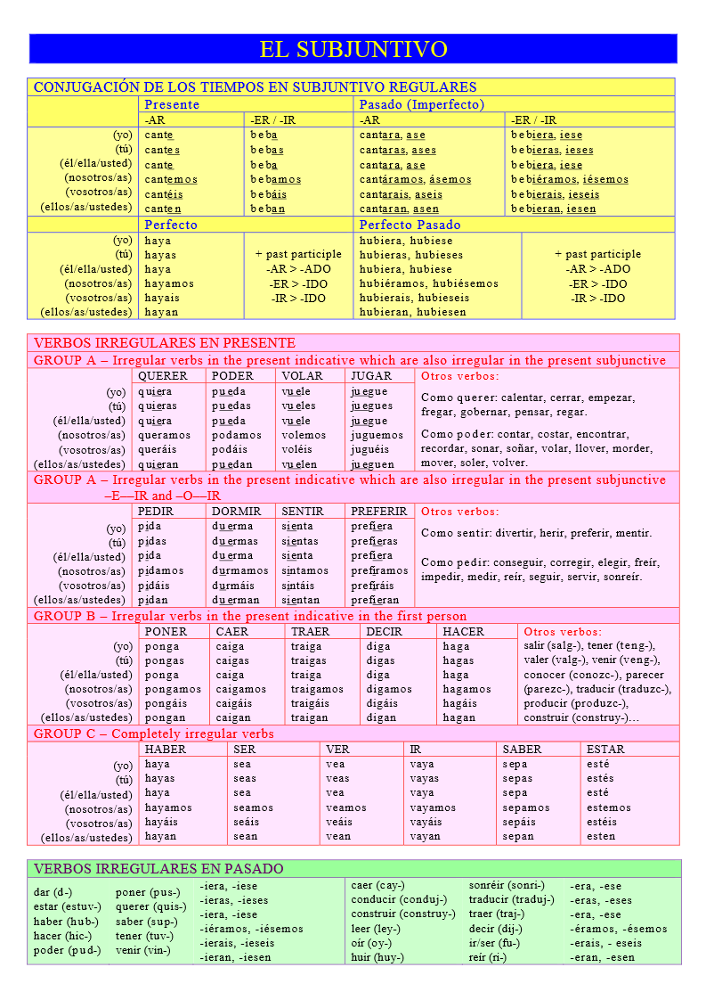 EL SUBJUNTIVO
CONJUGACIÓN DE LOS TIEMPOS EN SUBJUNTIVO REGULARES
Presente Pasado (Imperfecto)
-AR -ER / -IR -AR -ER / -IR
(yo) cante beba cantara, ase bebiera, iese
(tú) cantes bebas cantaras, ases bebieras, ieses
(él/ella/usted) cante beba cantara, ase bebiera, iese
(nosotros/as) cantemos bebamos cantáramos, ásemos bebiéramos, iésemos
(vosotros/as) cantéis bebáis cantarais, aseis bebierais, ieseis
(ellos/as/ustedes) canten beban cantaran, asen bebieran, iesen
Perfecto Perfecto Pasado
(yo) haya hubiera, hubiese
(tú) hayas + past participle hubieras, hubieses + past participle
(él/ella/usted) haya -AR > -ADO hubiera, hubiese -AR > -ADO
(nosotros/as) hayamos -ER > -IDO hubiéramos, hubiésemos -ER > -IDO
(vosotros/as) hayais -IR > -IDO hubierais, hubieseis -IR > -IDO
(ellos/as/ustedes) hayan hubieran, hubiesen
VERBOS IRREGULARES EN PRESENTE
GROUP A – Irregular verbs in the present indicative which are also irregular in the present subjunctive
QUERER PODER VOLAR JUGAR Otros verbos:
(yo) quiera pueda vuele juegue Como querer: calentar, cerrar, empezar,
(tú) quieras puedas vueles juegues fregar, gobernar, pensar, regar.
(él/ella/usted) quiera pueda vuele juegue
(nosotros/as) queramos podamos volemos juguemos Como poder: contar, costar, encontrar,
(vosotros/as) queráis podáis voléis juguéis recordar, sonar, soñar, volar, llover, morder,
(ellos/as/ustedes) quieran puedan vuelen jueguen mover, soler, volver.
GROUP A – Irregular verbs in the present indicative which are also irregular in the present subjunctive
–E—IR and –O—IR
PEDIR DORMIR SENTIR PREFERIR Otros verbos:
(yo) pida duerma sienta prefiera Como sentir: divertir, herir, preferir, mentir.
(tú) pidas duermas sientas prefieras
(él/ella/usted) pida duerma sienta prefiera Como pedir: conseguir, corregir, elegir, freír,
(nosotros/as) pidamos durmamos sintamos prefiramos impedir, medir, reír, seguir, servir, sonreír.
(vosotros/as) pidáis durmáis sintáis prefiráis
(ellos/as/ustedes) pidan duerman sientan prefieran
GROUP B – Irregular verbs in the present indicative in the first person
PONER CAER TRAER DECIR HACER Otros verbos:
(yo) ponga caiga traiga diga haga salir (salg-), tener (teng-),
(tú) pongas caigas traigas digas hagas valer (valg-), venir (veng-),
(él/ella/usted) ponga caiga traiga diga haga conocer (conozc-), parecer
(nosotros/as) pongamos caigamos traigamos digamos hagamos (parezc-), traducir (traduzc-),
(vosotros/as) pongáis caigáis traigáis digáis hagáis producir (produzc-),
(ellos/as/ustedes) pongan caigan traigan digan hagan construir (construy-)…
GROUP C – Completely irregular verbs
HABER SER VER IR SABER ESTAR
(yo) haya sea vea vaya sepa esté
(tú) hayas seas veas vayas sepas estés
(él/ella/usted) haya sea vea vaya sepa esté
(nosotros/as) hayamos seamos veamos vayamos sepamos estemos
(vosotros/as) hayáis seáis veáis vayáis sepáis estéis
(ellos/as/ustedes) hayan sean vean vayan sepan esten
VERBOS IRREGULARES EN PASADO
-iera, -iese caer (cay-) sonréir (sonri-) -era, -ese
dar (d-) poner (pus-) -ieras, -ieses conducir (conduj-) traducir (traduj-) -eras, -eses
estar (estuv-) querer (quis-) -iera, -iese construir (construy-) traer (traj-) -era, -ese
haber (hub-) saber (sup-) -iéramos, -iésemos leer (ley-) decir (dij-) -éramos, -ésemos
hacer (hic-) tener (tuv-) -ierais, -ieseis oír (oy-) ir/ser (fu-) -erais, - eseis
poder (pud-) venir (vin-) -ieran, -iesen huir (huy-) reír (ri-) -eran, -esen